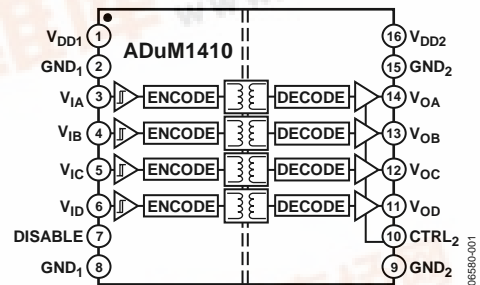 ADuM1410
VDD1 1
GND1 2
VIA 3
VIB 4
VIC 5
VID 6
DISABLE 7
GND1 8
ENCODE DECODE
ENCODE DECODE
ENCODE DECODE
ENCODE DECODE
16 VDD2
15 GND2
14 VOA
13 VOB
12 VOC
11 VOD
10 CTRL2
9 GND2
06580-001